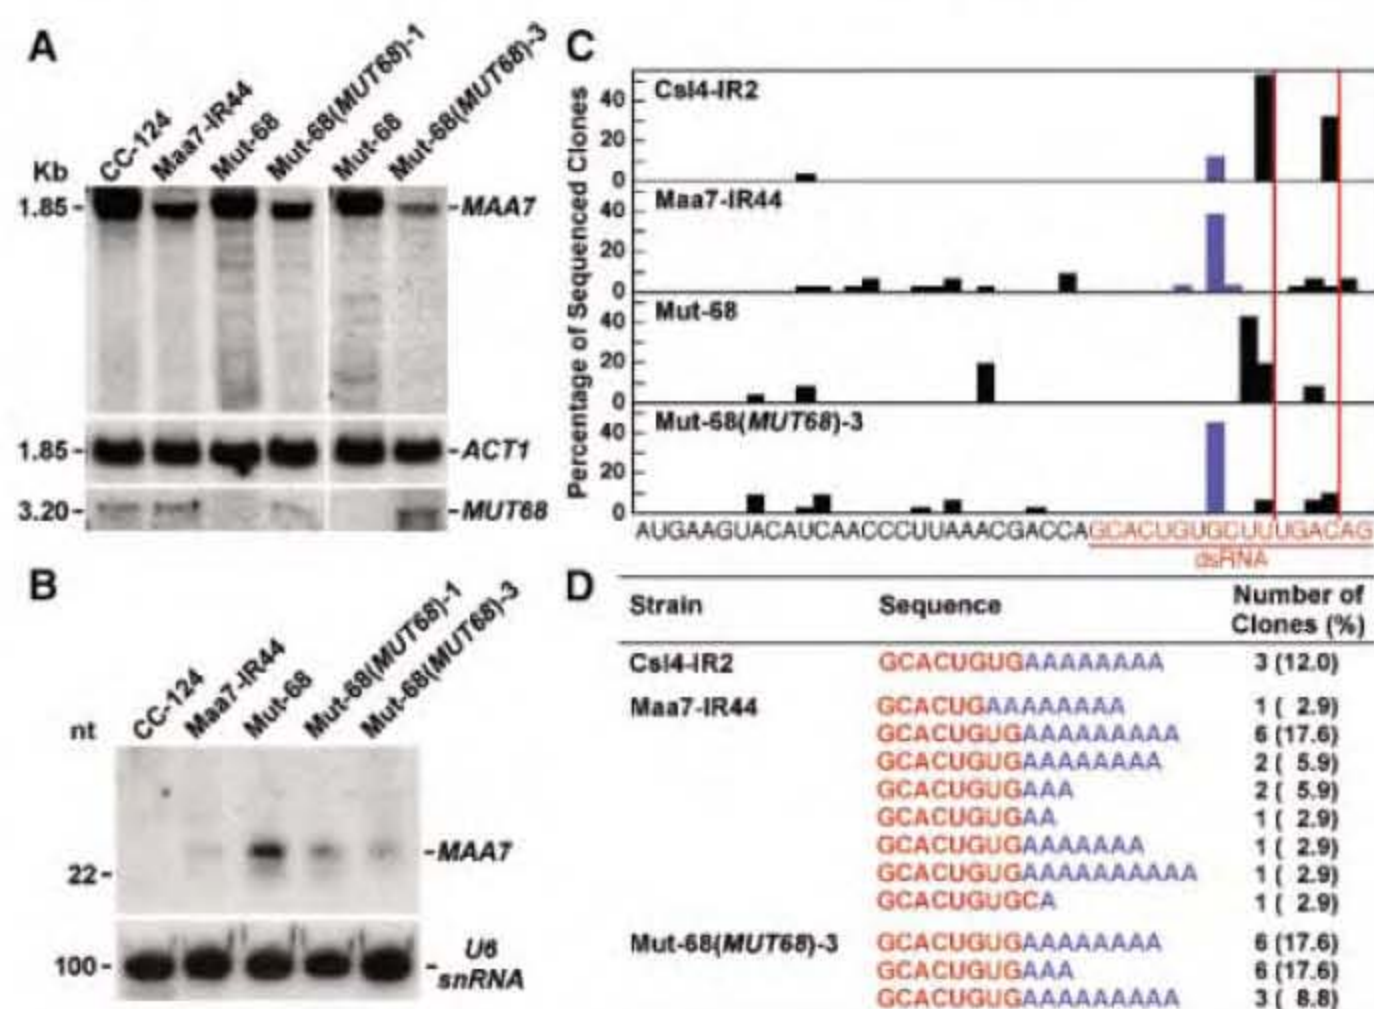 A
CC-124
Maa7-IR44
Mut-68
Mut-68(MUT68)-1
Mut-68
Mut-68(MUT68)-3
Kb
1.85-
-MAA7
1.85-
-ACT1
3.20-
-MUT68
B
CC-124
Maa7-IR44
Mut-68
Mut-68(MUT68)-1
Mut-68(MUT68)-3
nt
-MAA7
22-
100-
-U6
snRNA
C
Percentage of Sequenced Clones
Csl4-IR2
40
20
0
Maa7-IR44
40
20
0
Mut-68
40
20
0
Mut-68(MUT68)-3
40
20
0
AUGAAGUACAUCAACCCUUAAACGACCAGCACUGUGCUUUGACAG
dsRNA
D
Strain Sequence Number of
Clones (%)
Csl4-IR2 GCACUGUGAAAAAAAA 3 (12.0)
Maa7-IR44 GCACUGAAAAAAAA 1 ( 2.9)
GCACUGUGAAAAAAAAA 6 (17.6)
GCACUGUGAAAAAAAA 2 ( 5.9)
GCACUGUGAAA 2 ( 5.9)
GCACUGUGAA 1 ( 2.9)
GCACUGUGAAAAAAA 1 ( 2.9)
GCACUGUGAAAAAAAAAA 1 ( 2.9)
GCACUGUGCA 1 ( 2.9)
Mut-68(MUT68)-3 GCACUGUGAAAAAAAA 6 (17.6)
GCACUGUGAAA 6 (17.6)
GCACUGUGAAAAAAAAA 3 ( 8.8)